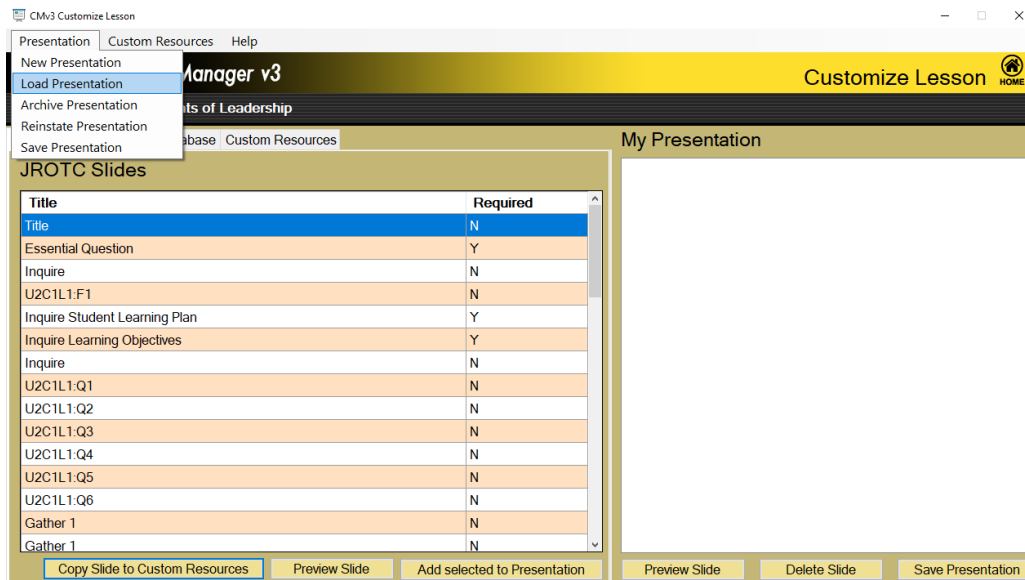 CMv3 Customize Lesson
Presentation Custom Resources Help
New Presentation
Load Presentation
Archive Presentation
Reinstate Presentation
Save Presentation
Manager v3
Customize Lesson
HOME
nts of Leadership
abase Custom Resources
JROTC Slides
Title Required
Title N
Essential Question Y
Inquire N
U2C1L1:F1 N
Inquire Student Learning Plan Y
Inquire Learning Objectives Y
Inquire N
U2C1L1:Q1 N
U2C1L1:Q2 N
U2C1L1:Q3 N
U2C1L1:Q4 N
U2C1L1:Q5 N
U2C1L1:Q6 N
Gather 1 N
Gather 1 N
Copy Slide to Custom Resources Preview Slide Add selected to Presentation
My Presentation
Preview Slide Delete Slide Save Presentation